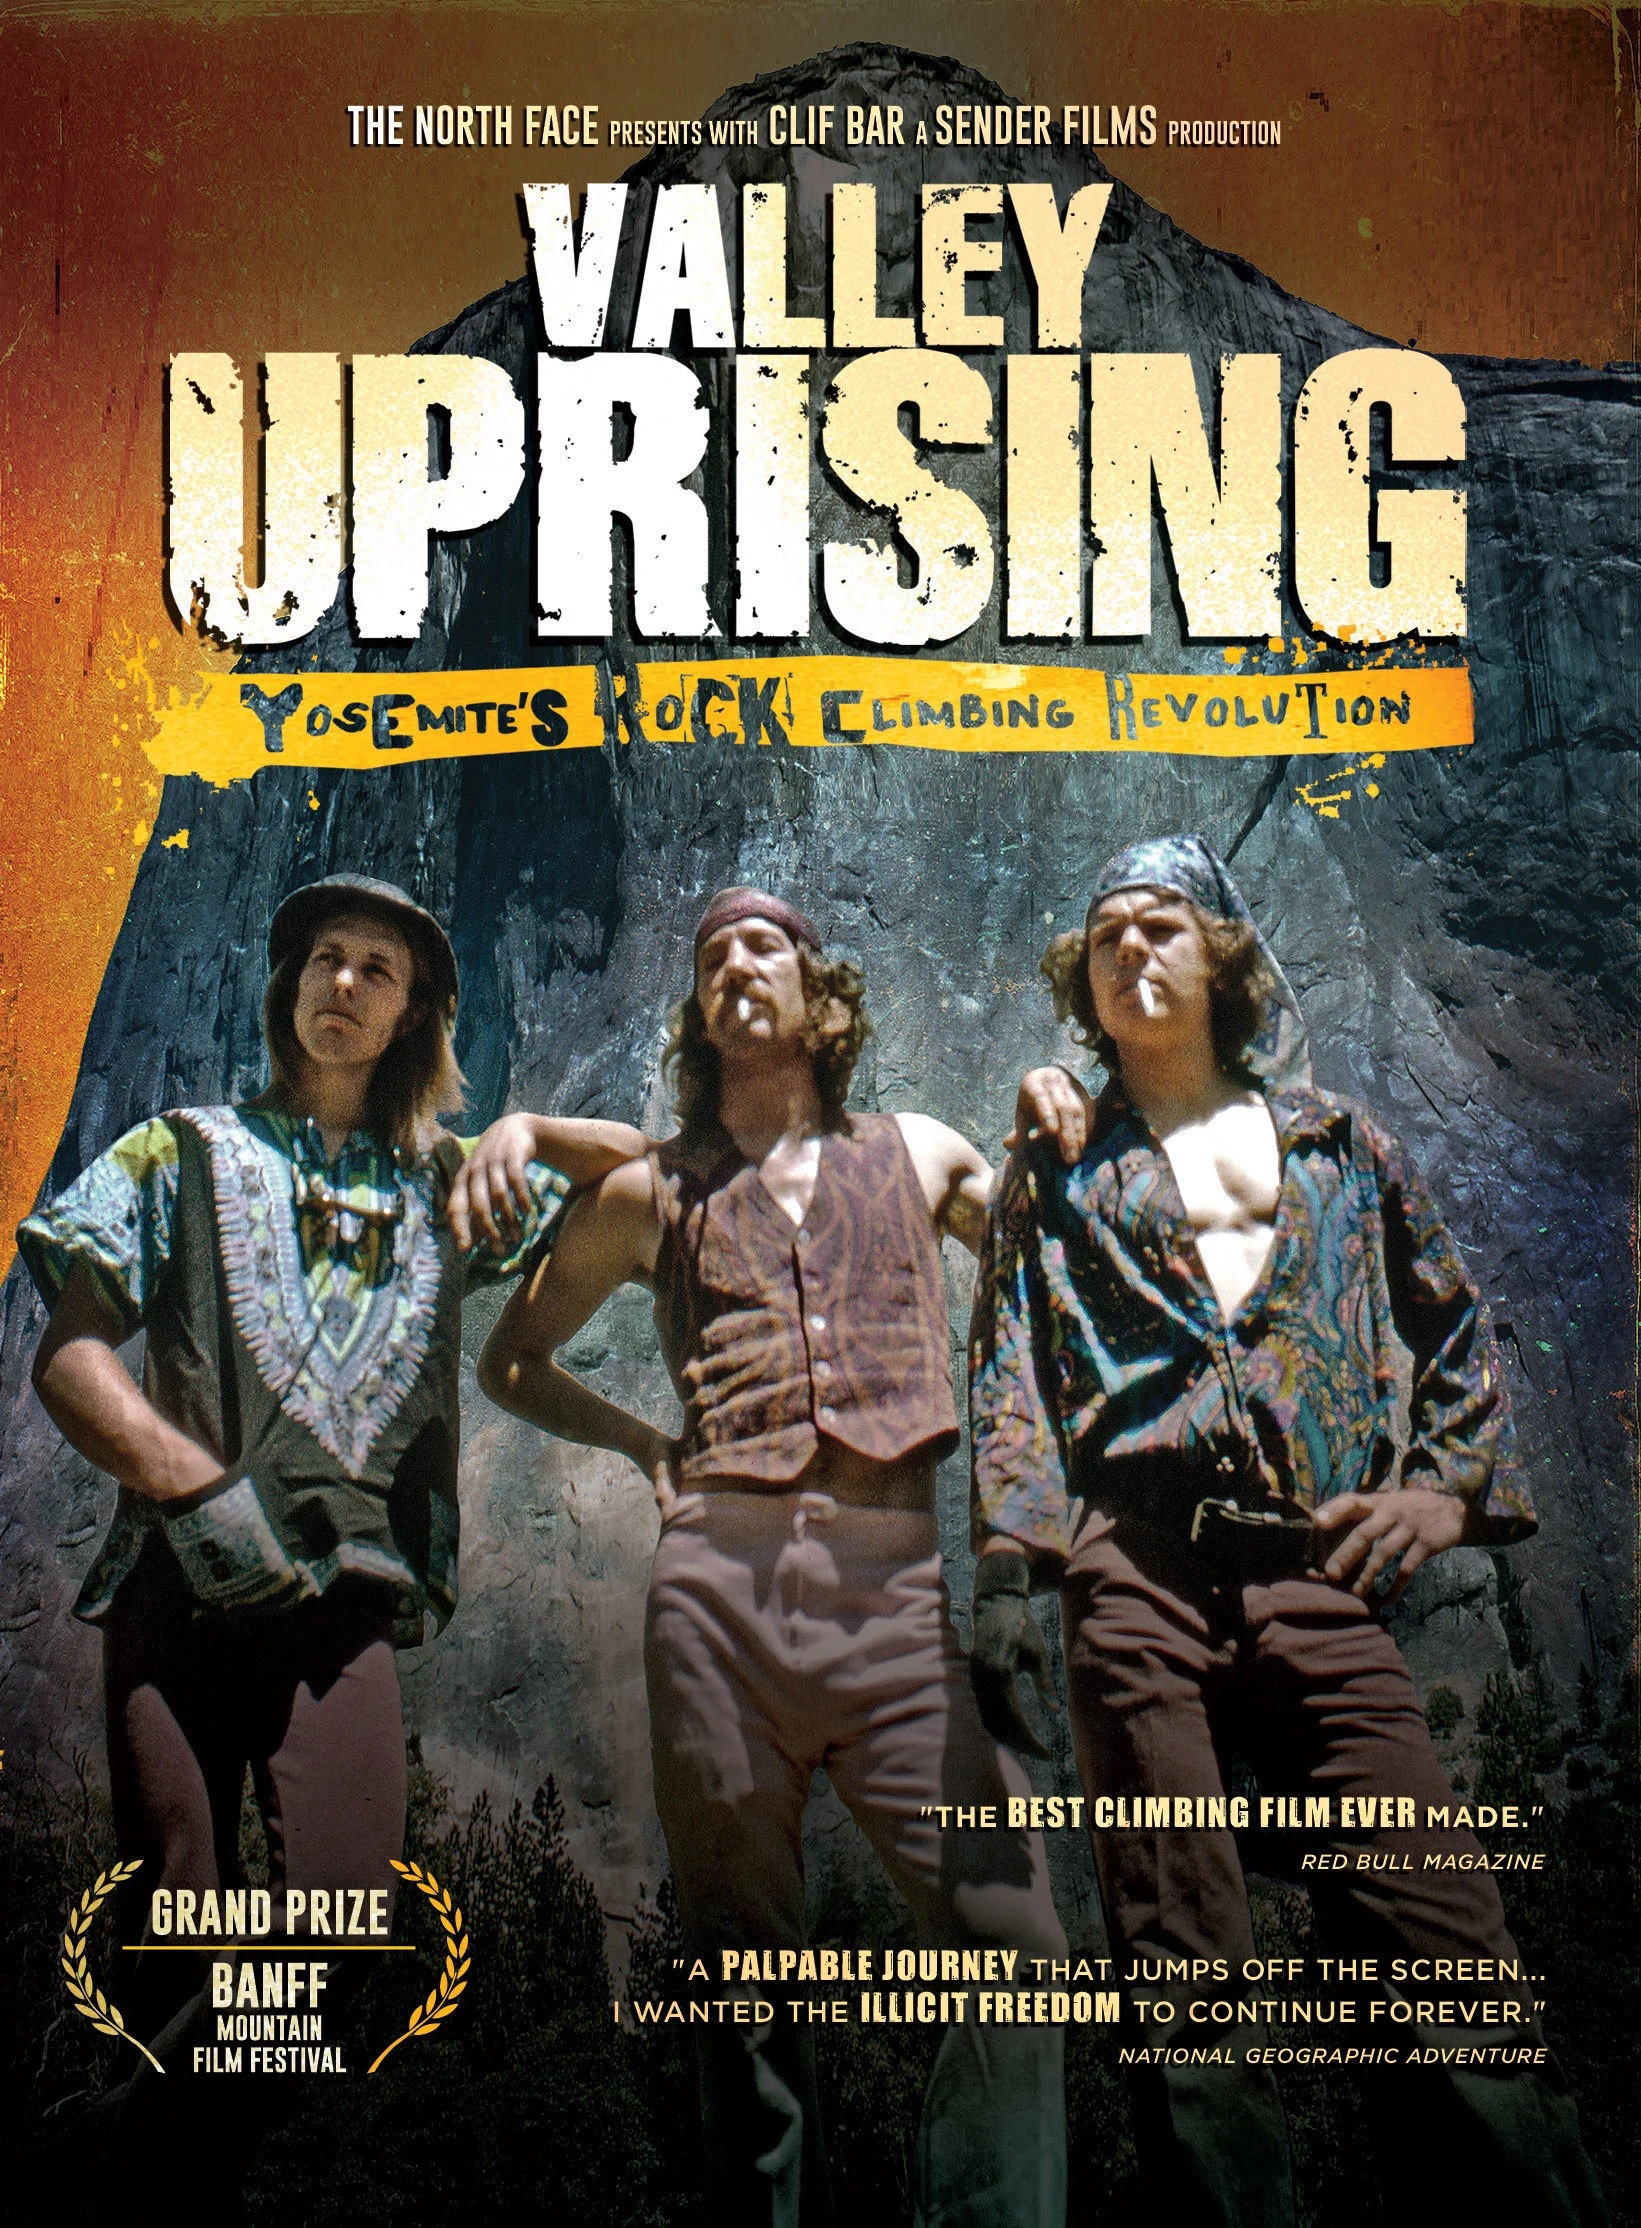 THE NORTH FACE PRESENTS WITH CLIF BAR A SENDER FILMS PRODUCTION
VALLEY
UPRISING
YOSEMITE'S ROCK CLIMBING REVOLUTION
"THE BEST CLIMBING FILM EVER MADE."
RED BULL MAGAZINE
GRAND PRIZE
BANFF
MOUNTAIN
FILM FESTIVAL
"A PALPABLE JOURNEY THAT JUMPS OFF THE SCREEN...
I WANTED THE ILLICIT FREEDOM TO CONTINUE FOREVER."
NATIONAL GEOGRAPHIC ADVENTURE